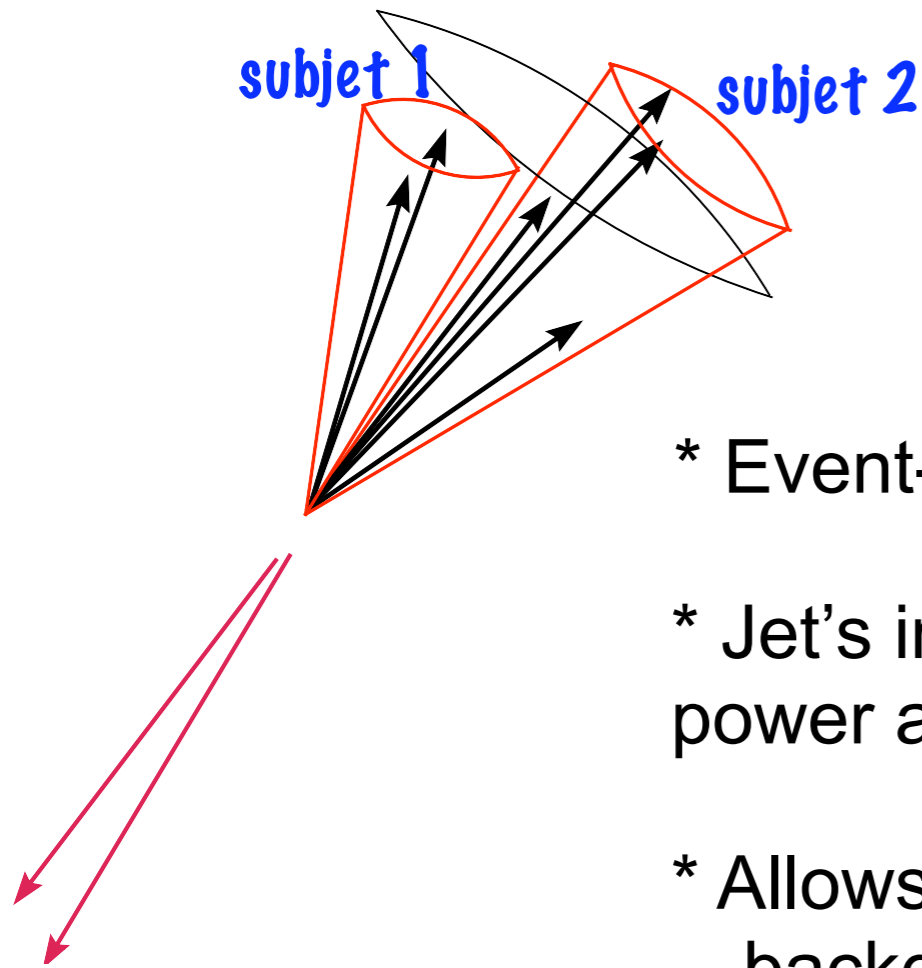 subjet 1
subjet 2
* Event-
* Jet’s in
power a
* Allows